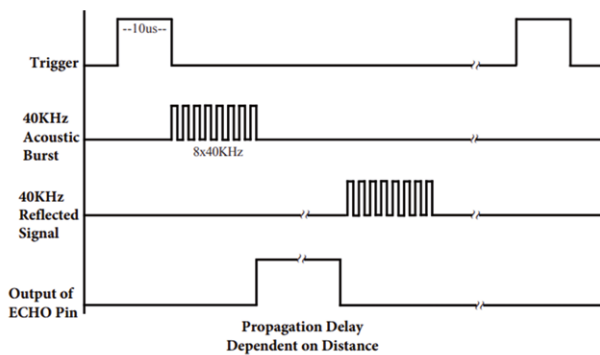 --10us--
Trigger
40KHz
Acoustic
Burst
8x40KHz
40KHz
Reflected
Signal
Output of
ECHO Pin
Propagation Delay
Dependent on Distance